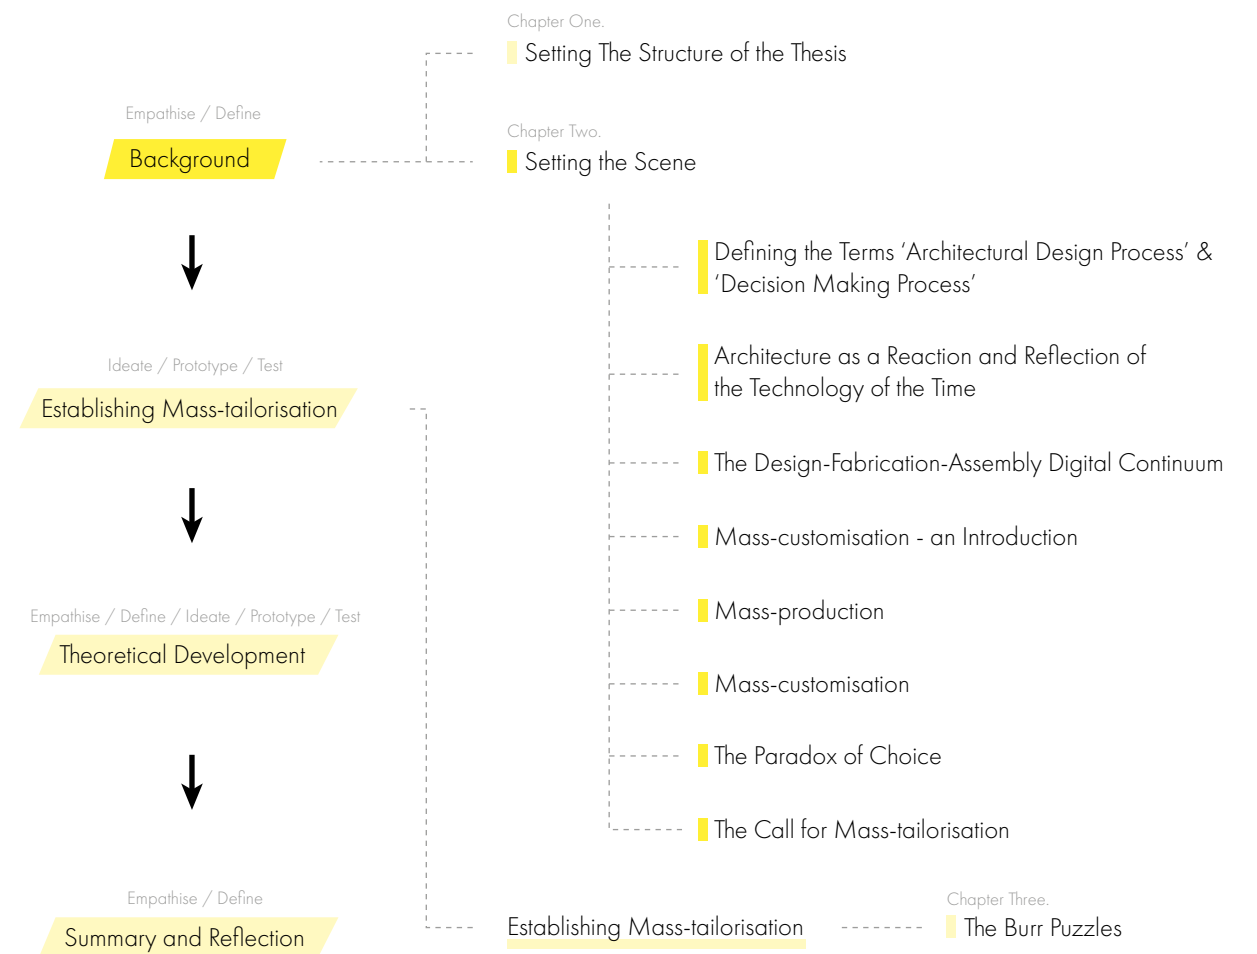 Chapter One.
Setting The Structure of the Thesis
Empathise / Define
Background
Chapter Two.
Setting the Scene
Defining the Terms ‘Architectural Design Process’ &
‘Decision Making Process’
Architecture as a Reaction and Reflection of
the Technology of the Time
The Design-Fabrication-Assembly Digital Continuum
Mass-customisation - an Introduction
Mass-production
Mass-customisation
The Paradox of Choice
The Call for Mass-tailorisation
Ideate / Prototype / Test
Establishing Mass-tailorisation
Empathise / Define / Ideate / Prototype / Test
Theoretical Development
Empathise / Define
Summary and Reflection
Establishing Mass-tailorisation
Chapter Three.
The Burr Puzzles